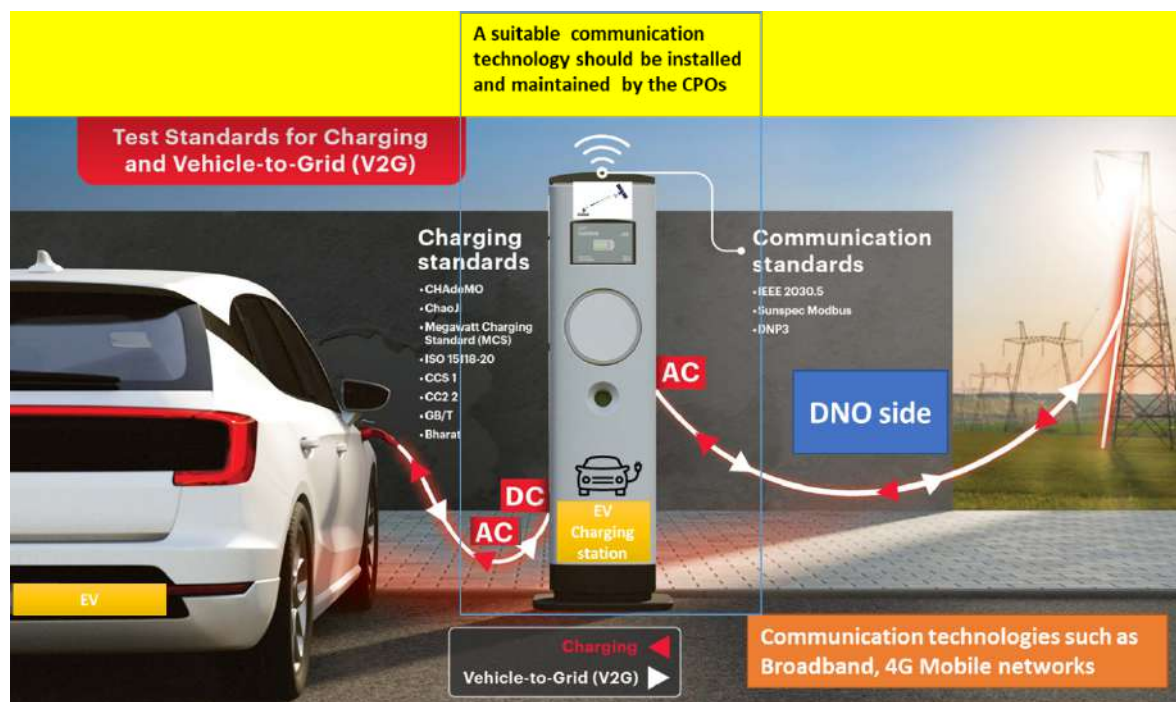 A suitable communication
technology should be installed
and maintained by the CPOs
Test Standards for Charging
and Vehicle-to-Grid (V2G)
Charging
standards
•CHAdeMO
•ChaoJ
•Megawatt Charging
Standard (MCS)
•ISO 15118-20
•CCS 1
•CC2 2
•GB/T
•Bharat
Communication
standards
•IEEE 2030.5
•Sunspec Modbus
•DNP3
AC
DNO side
DC
AC
EV
Charging
station
EV
Charging
Vehicle-to-Grid (V2G)
Communication technologies such as
Broadband, 4G Mobile networks